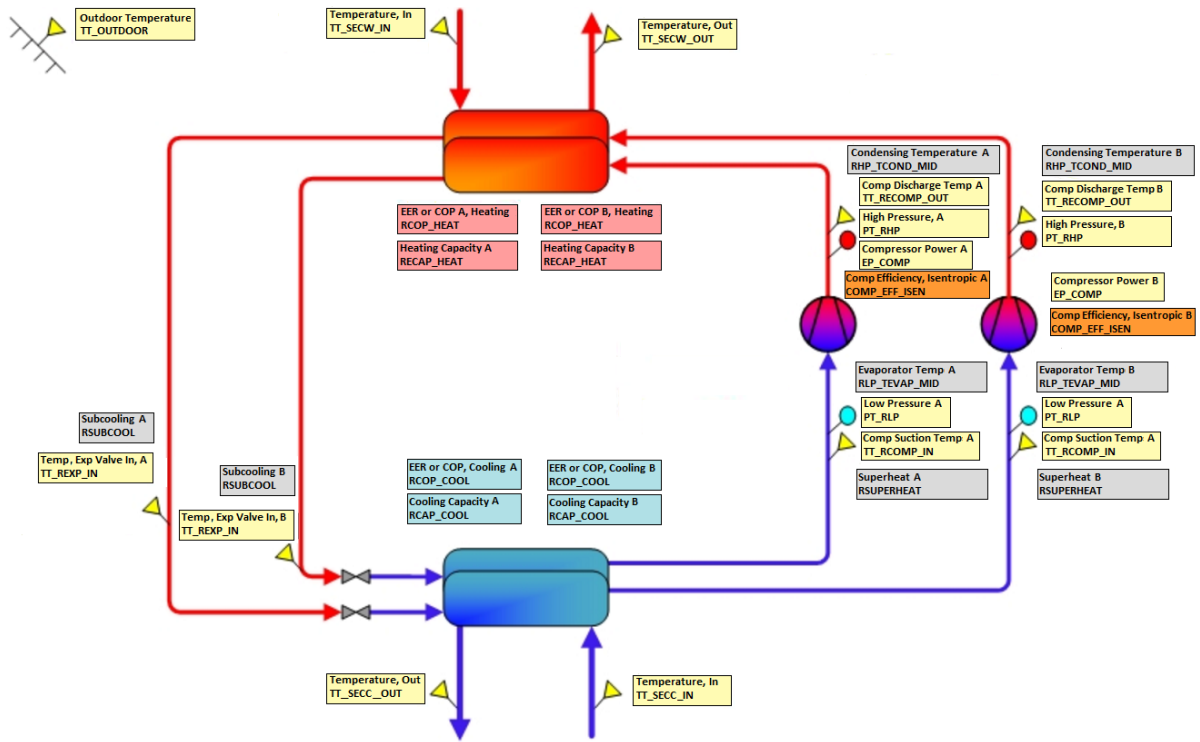 Outdoor Temperature
TT_OUTDOOR
Temperature, In
TT_SECW_IN
Temperature, Out
TT_SECW_OUT
Condensing Temperature A
RHP_TCOND_MID
Condensing Temperature B
RHP_TCOND_MID
Comp Discharge Temp A
TT_RECOMP_OUT
Comp Discharge Temp B
TT_RECOMP_OUT
High Pressure, A
PT_RHP
High Pressure, B
PT_RHP
EER or COP A, Heating
RCOP_HEAT
EER or COP B, Heating
RCOP_HEAT
Heating Capacity A
RECAP_HEAT
Heating Capacity B
RECAP_HEAT
Compressor Power A
EP_COMP
Compressor Power B
EP_COMP
Comp Efficiency, Isentropic A
COMP_EFF_ISEN
Comp Efficiency, Isentropic B
COMP_EFF_ISEN
Evaporator Temp A
RLP_TEVAP_MID
Evaporator Temp B
RLP_TEVAP_MID
Low Pressure A
PT_RLP
Low Pressure A
PT_RLP
Subcooling A
RSUBCOOL
Comp Suction Temp A
TT_RCOMP_IN
Comp Suction Temp A
TT_RCOMP_IN
Temp, Exp Valve In, A
TT_REXP_IN
Subcooling B
RSUBCOOL
EER or COP, Cooling A
RCOP_COOL
EER or COP, Cooling B
RCOP_COOL
Superheat A
RSUPERHEAT
Superheat B
RSUPERHEAT
Cooling Capacity A
RCAP_COOL
Cooling Capacity B
RCAP_COOL
Temp, Exp Valve In, B
TT_REXP_IN
Temperature, Out
TT_SECC_OUT
Temperature, In
TT_SECC_IN